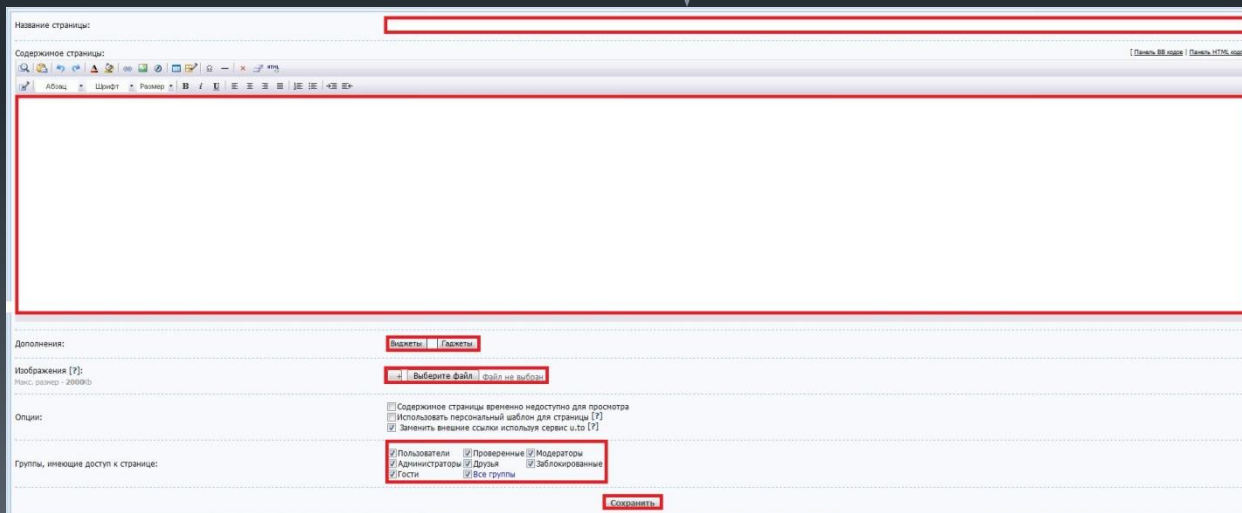 Название страницы:
Содержимое страницы:
[ Панель BB кодов | Панель HTML кодо
Абзац Шрифт Размер B I U
Дополнения: Виджеты Гаджеты
Изображения [?]: + Выберите файл Файл не выбран
Макс. размер - 2000Kb
Содержимое страницы временно недоступно для просмотра
Опции: Использовать персональный шаблон для страницы [?]
Заменить внешние ссылки используя сервис u.to [?]
Пользователи Проверенные Модераторы
Группы, имеющие доступ к странице: Администраторы Друзья Заблокированные
Гости Все группы
Сохранить